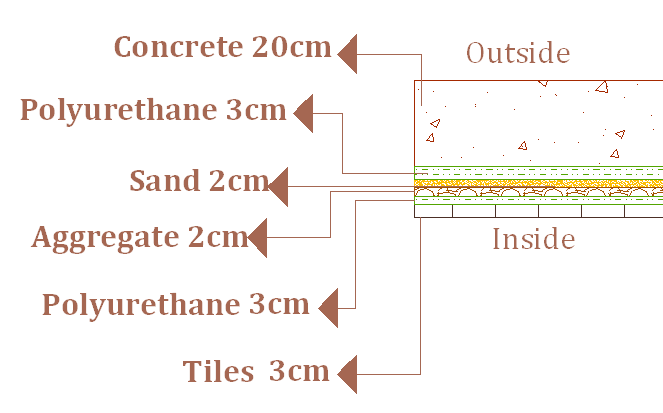 Concrete 20cm
Outside
Polyurethane 3cm
Sand 2cm
Aggregate 2cm
Inside
Polyurethane 3cm
Tiles 3cm